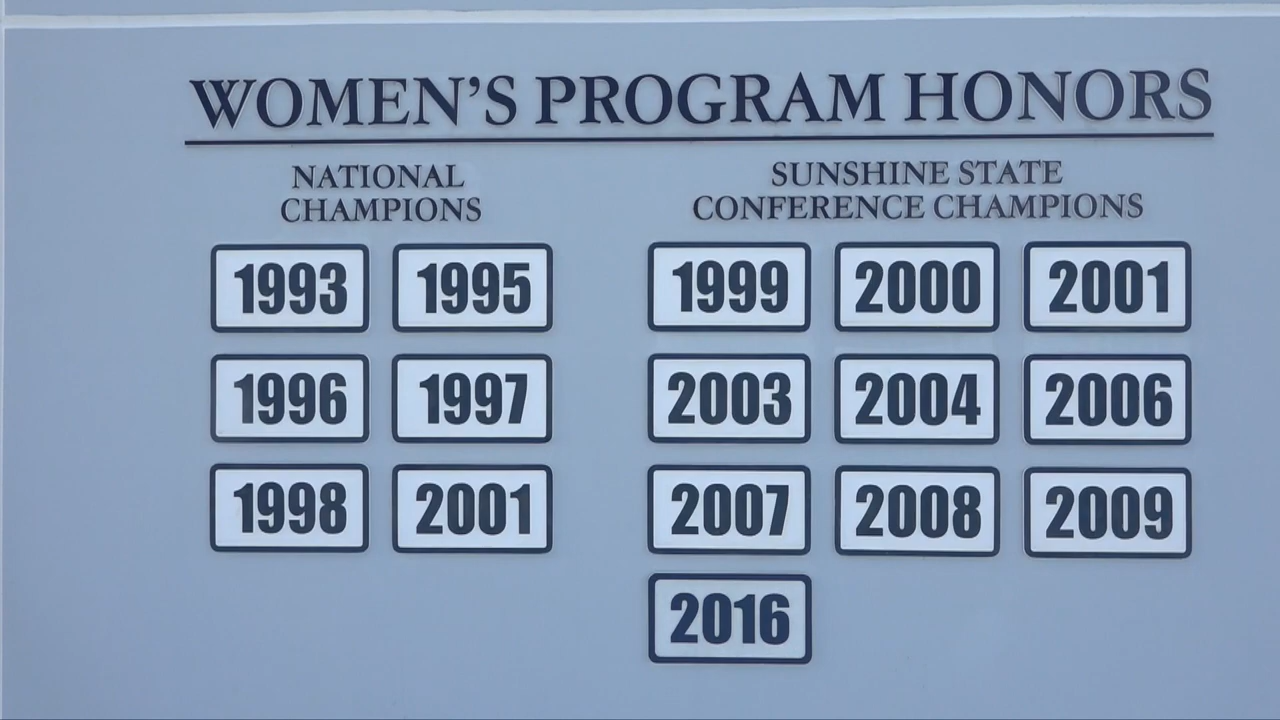 WOMEN'S PROGRAM HONORS
NATIONAL
CHAMPIONS
1993 1995
1996 1997
1998 2001
SUNSHINE STATE
CONFERENCE CHAMPIONS
1999 2000 2001
2003 2004 2006
2007 2008 2009
2016